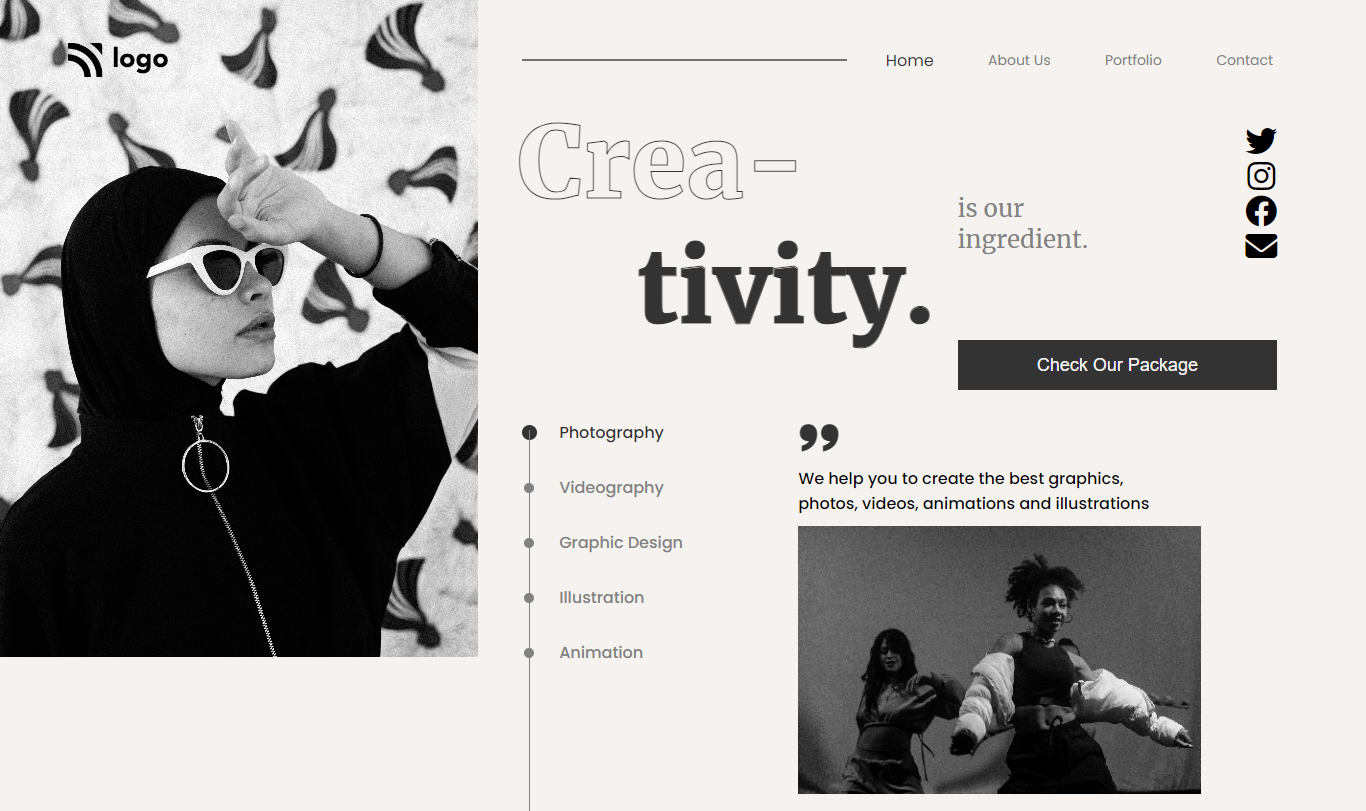 logo
Home
About Us
Portfolio
Contact
Crea-
tivity.
is our
ingredient.
Check Our Package
Photography
Videography
Graphic Design
Illustration
Animation
”
We help you to create the best graphics,
photos, videos, animations and illustrations